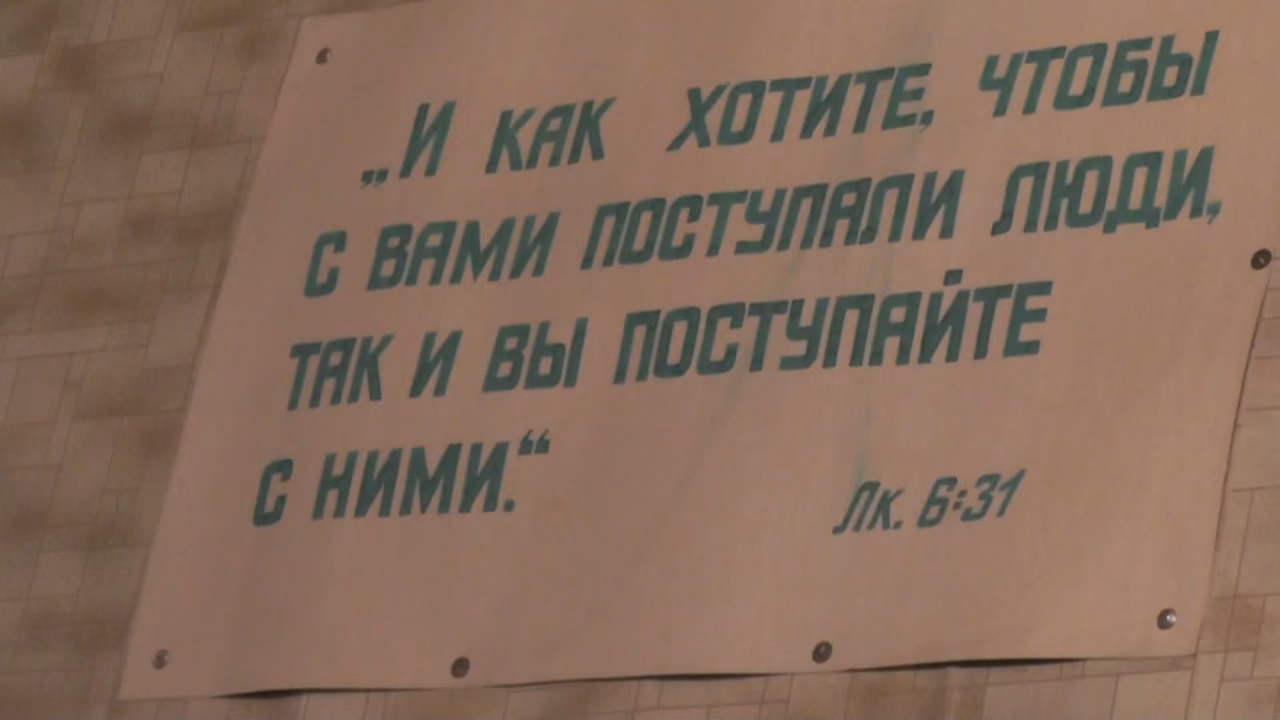 „И КАК ХОТИТЕ, ЧТОБЫ
С ВАМИ ПОСТУПАЛИ ЛЮДИ,
ТАК И ВЫ ПОСТУПАЙТЕ
С НИМИ.“
Лк. 6:31